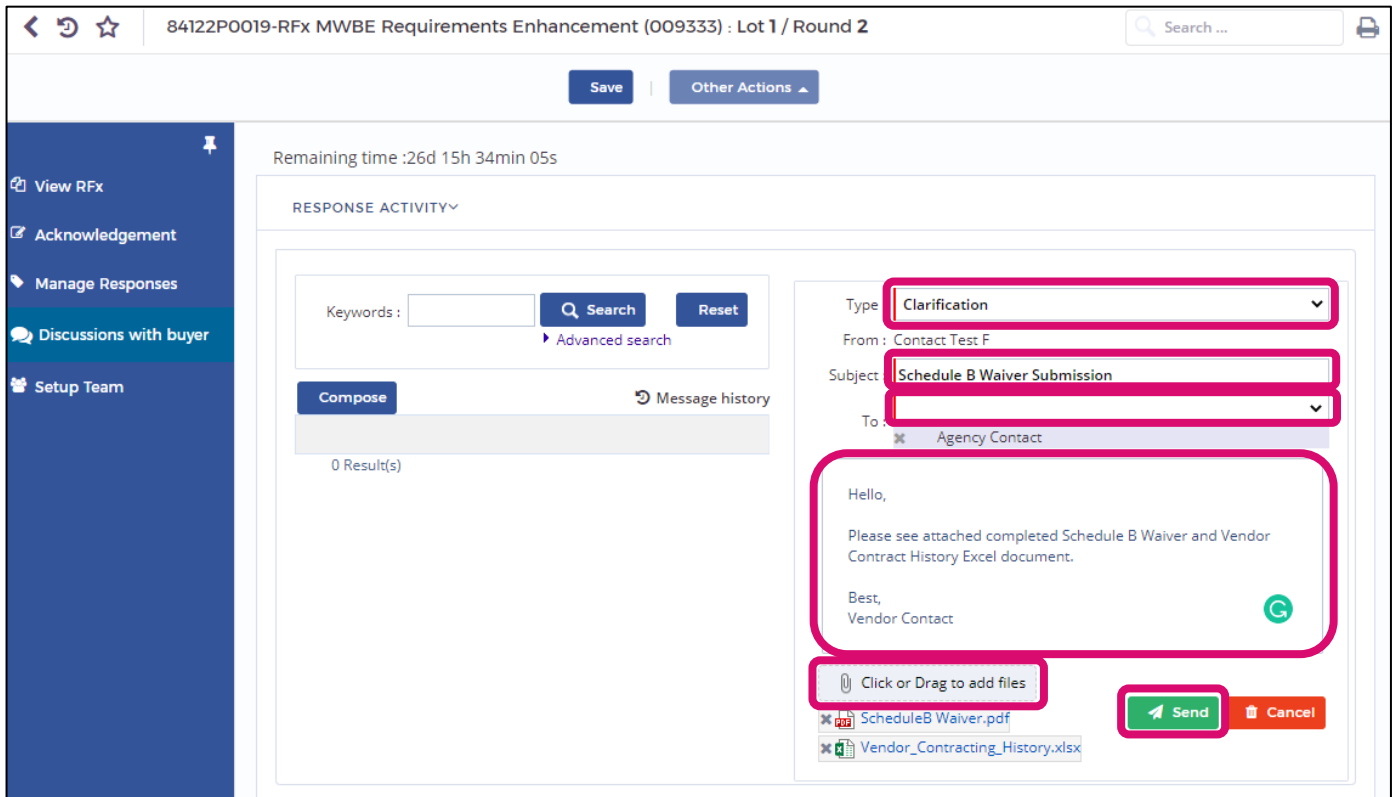 84122P0019-RFx MWBE Requirements Enhancement (009333) : Lot 1 / Round 2
Search ...
Save | Other Actions
View RFx
Acknowledgement
Manage Responses
Discussions with buyer
Setup Team
Remaining time :26d 15h 34min 05s
RESPONSE ACTIVITY
Keywords :
Search
Reset
Advanced search
Compose
Message history
0 Result(s)
Type
Clarification
From : Contact Test F
Subject :
Schedule B Waiver Submission
To :
Agency Contact
Hello,
Please see attached completed Schedule B Waiver and Vendor
Contract History Excel document.
Best,
Vendor Contact
Click or Drag to add files
ScheduleB Waiver.pdf
Vendor_Contracting_History.xlsx
Send
Cancel